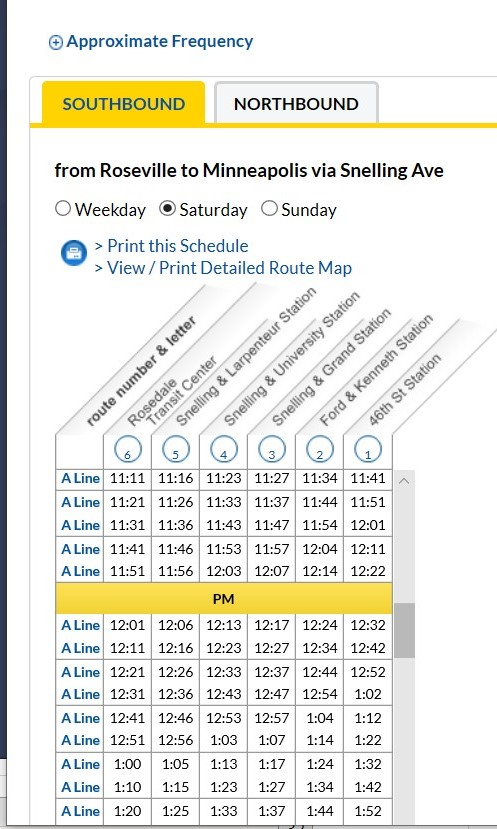 Approximate Frequency
SOUTHBOUND
NORTHBOUND
from Roseville to Minneapolis via Snelling Ave
Weekday Saturday Sunday
> Print this Schedule
> View / Print Detailed Route Map
route number & letter
Rosedale
Transit Center
Snelling & Larpenteur Station
Snelling & University Station
Snelling & Grand Station
Ford & Kenneth Station
46th St Station
6 5 4 3 2 1
A Line 11:11 11:16 11:23 11:27 11:34 11:41
A Line 11:21 11:26 11:33 11:37 11:44 11:51
A Line 11:31 11:36 11:43 11:47 11:54 12:01
A Line 11:41 11:46 11:53 11:57 12:04 12:11
A Line 11:51 11:56 12:03 12:07 12:14 12:22
PM
A Line 12:01 12:06 12:13 12:17 12:24 12:32
A Line 12:11 12:16 12:23 12:27 12:34 12:42
A Line 12:21 12:26 12:33 12:37 12:44 12:52
A Line 12:31 12:36 12:43 12:47 12:54 1:02
A Line 12:41 12:46 12:53 12:57 1:04 1:12
A Line 12:51 12:56 1:03 1:07 1:14 1:22
A Line 1:00 1:05 1:13 1:17 1:24 1:32
A Line 1:10 1:15 1:23 1:27 1:34 1:42
A Line 1:20 1:25 1:33 1:37 1:44 1:52